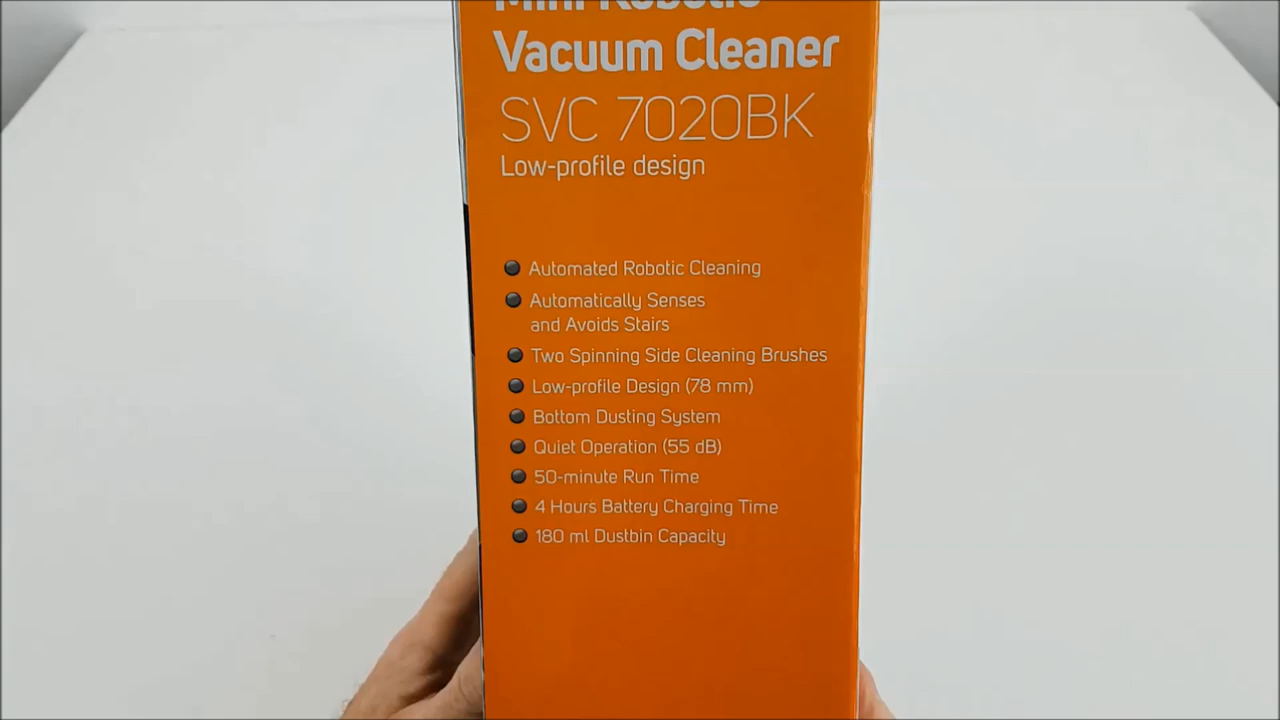 Mini Robotic
Vacuum Cleaner
SVC 7020BK
Low-profile design
Automated Robotic Cleaning
Automatically Senses
and Avoids Stairs
Two Spinning Side Cleaning Brushes
Low-profile Design (78 mm)
Bottom Dusting System
Quiet Operation (55 dB)
50-minute Run Time
4 Hours Battery Charging Time
180 ml Dustbin Capacity